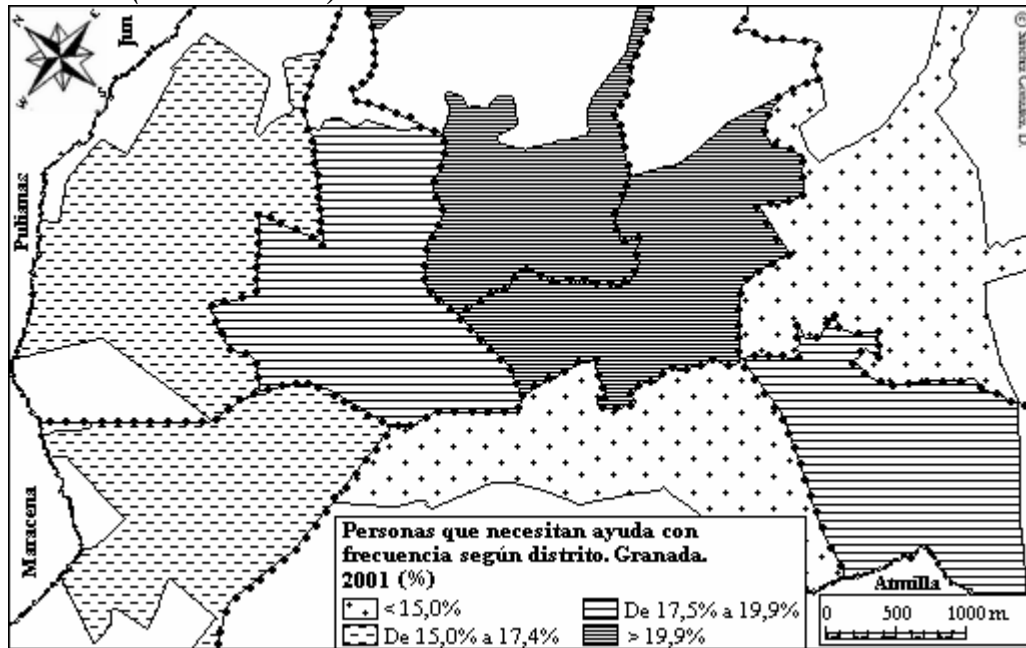 N
E
S
W
Jun
Pulianas
Maracena
Personas que necesitan ayuda con
frecuencia según distrito. Granada.
2001 (%)
< 15,0%
De 15,0% a 17,4%
De 17,5% a 19,9%
> 19,9%
Armilla
0 500 1000 m.